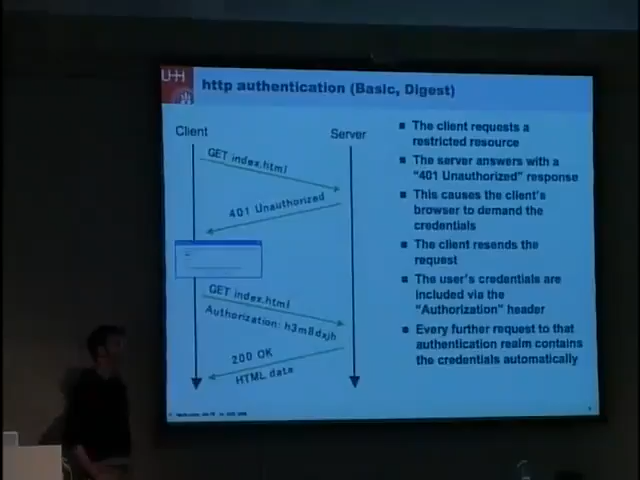 UHH
http authentication (Basic, Digest)
Client
Server
GET index.html
401 Unauthorized
GET index.html
Authorization: h3m8dxjh
200 OK
HTML data
The client requests a
restricted resource
The server answers with a
"401 Unauthorized" response
This causes the client's
browser to demand the
credentials
The client resends the
request
The user's credentials are
included via the
"Authorization" header
Every further request to that
authentication realm contains
the credentials automatically